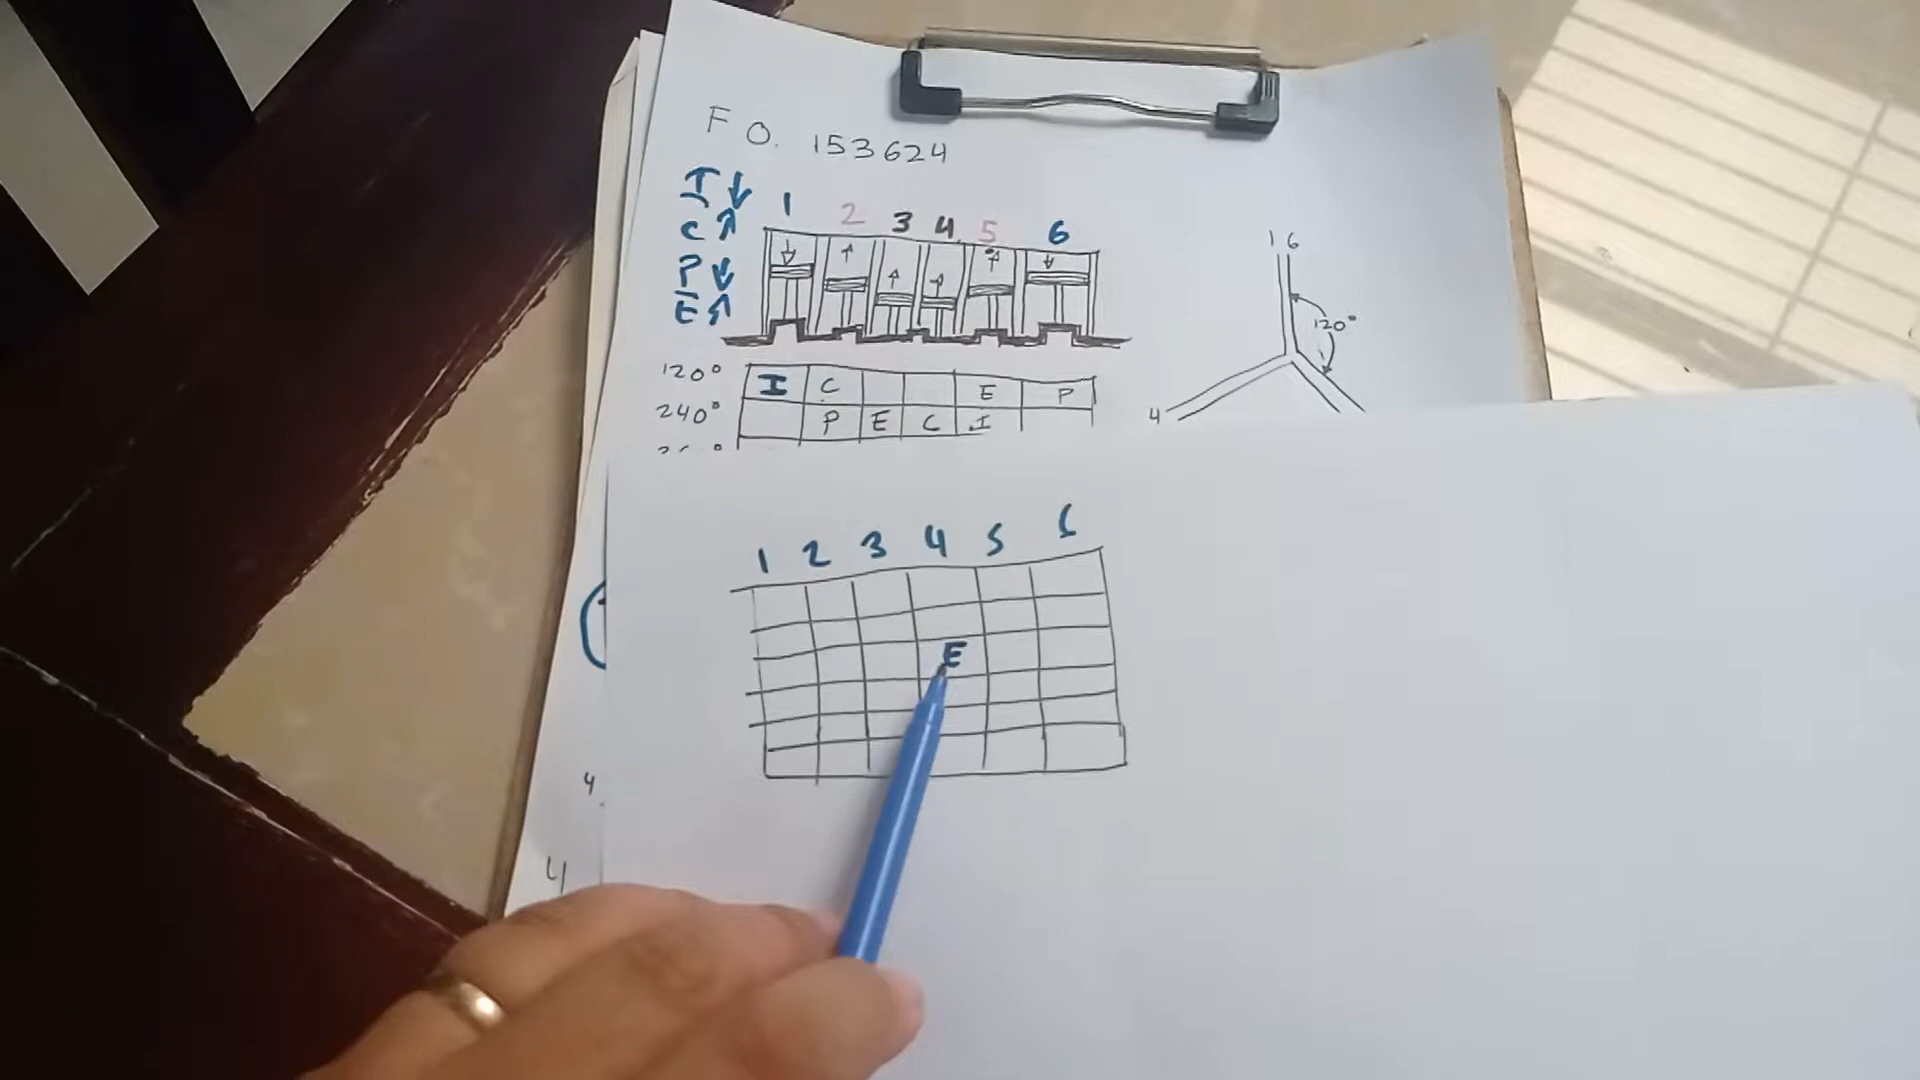 F O. 153624
I ↓
C ↑
P ↓
E ↑
1 2 3 4 5 6
1 6
120°
4
120° I C E P
240° P E C I
1 2 3 4 5
E
4.
4